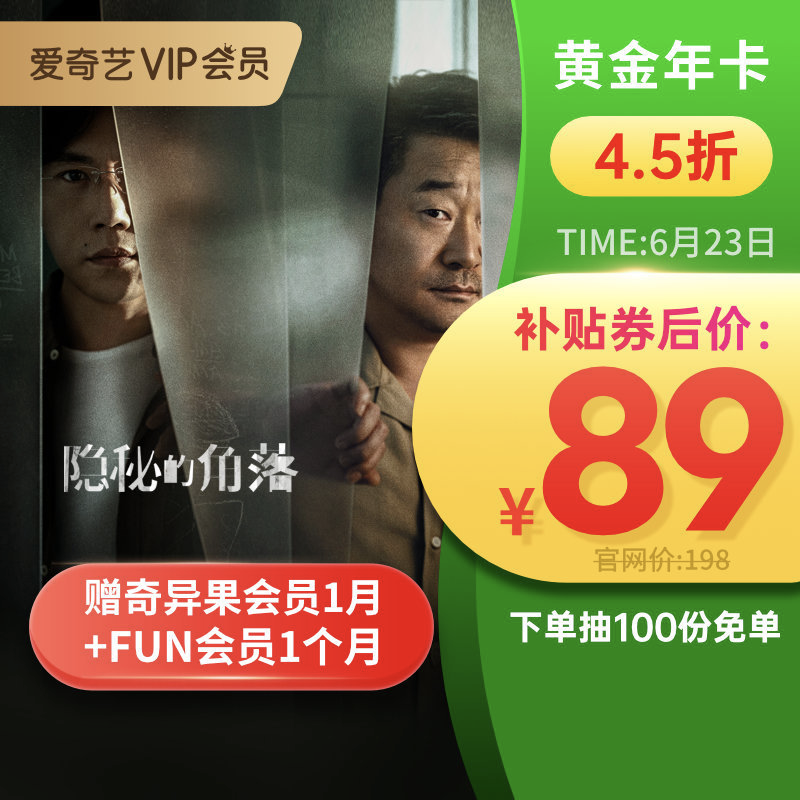 爱奇艺VIP会员
黄金年卡
4.5折
TIME:6月23日
补贴券后价:
¥89
官网价:198
隐秘的角落
赠奇异果会员1月
+FUN会员1个月
下单抽100份免单